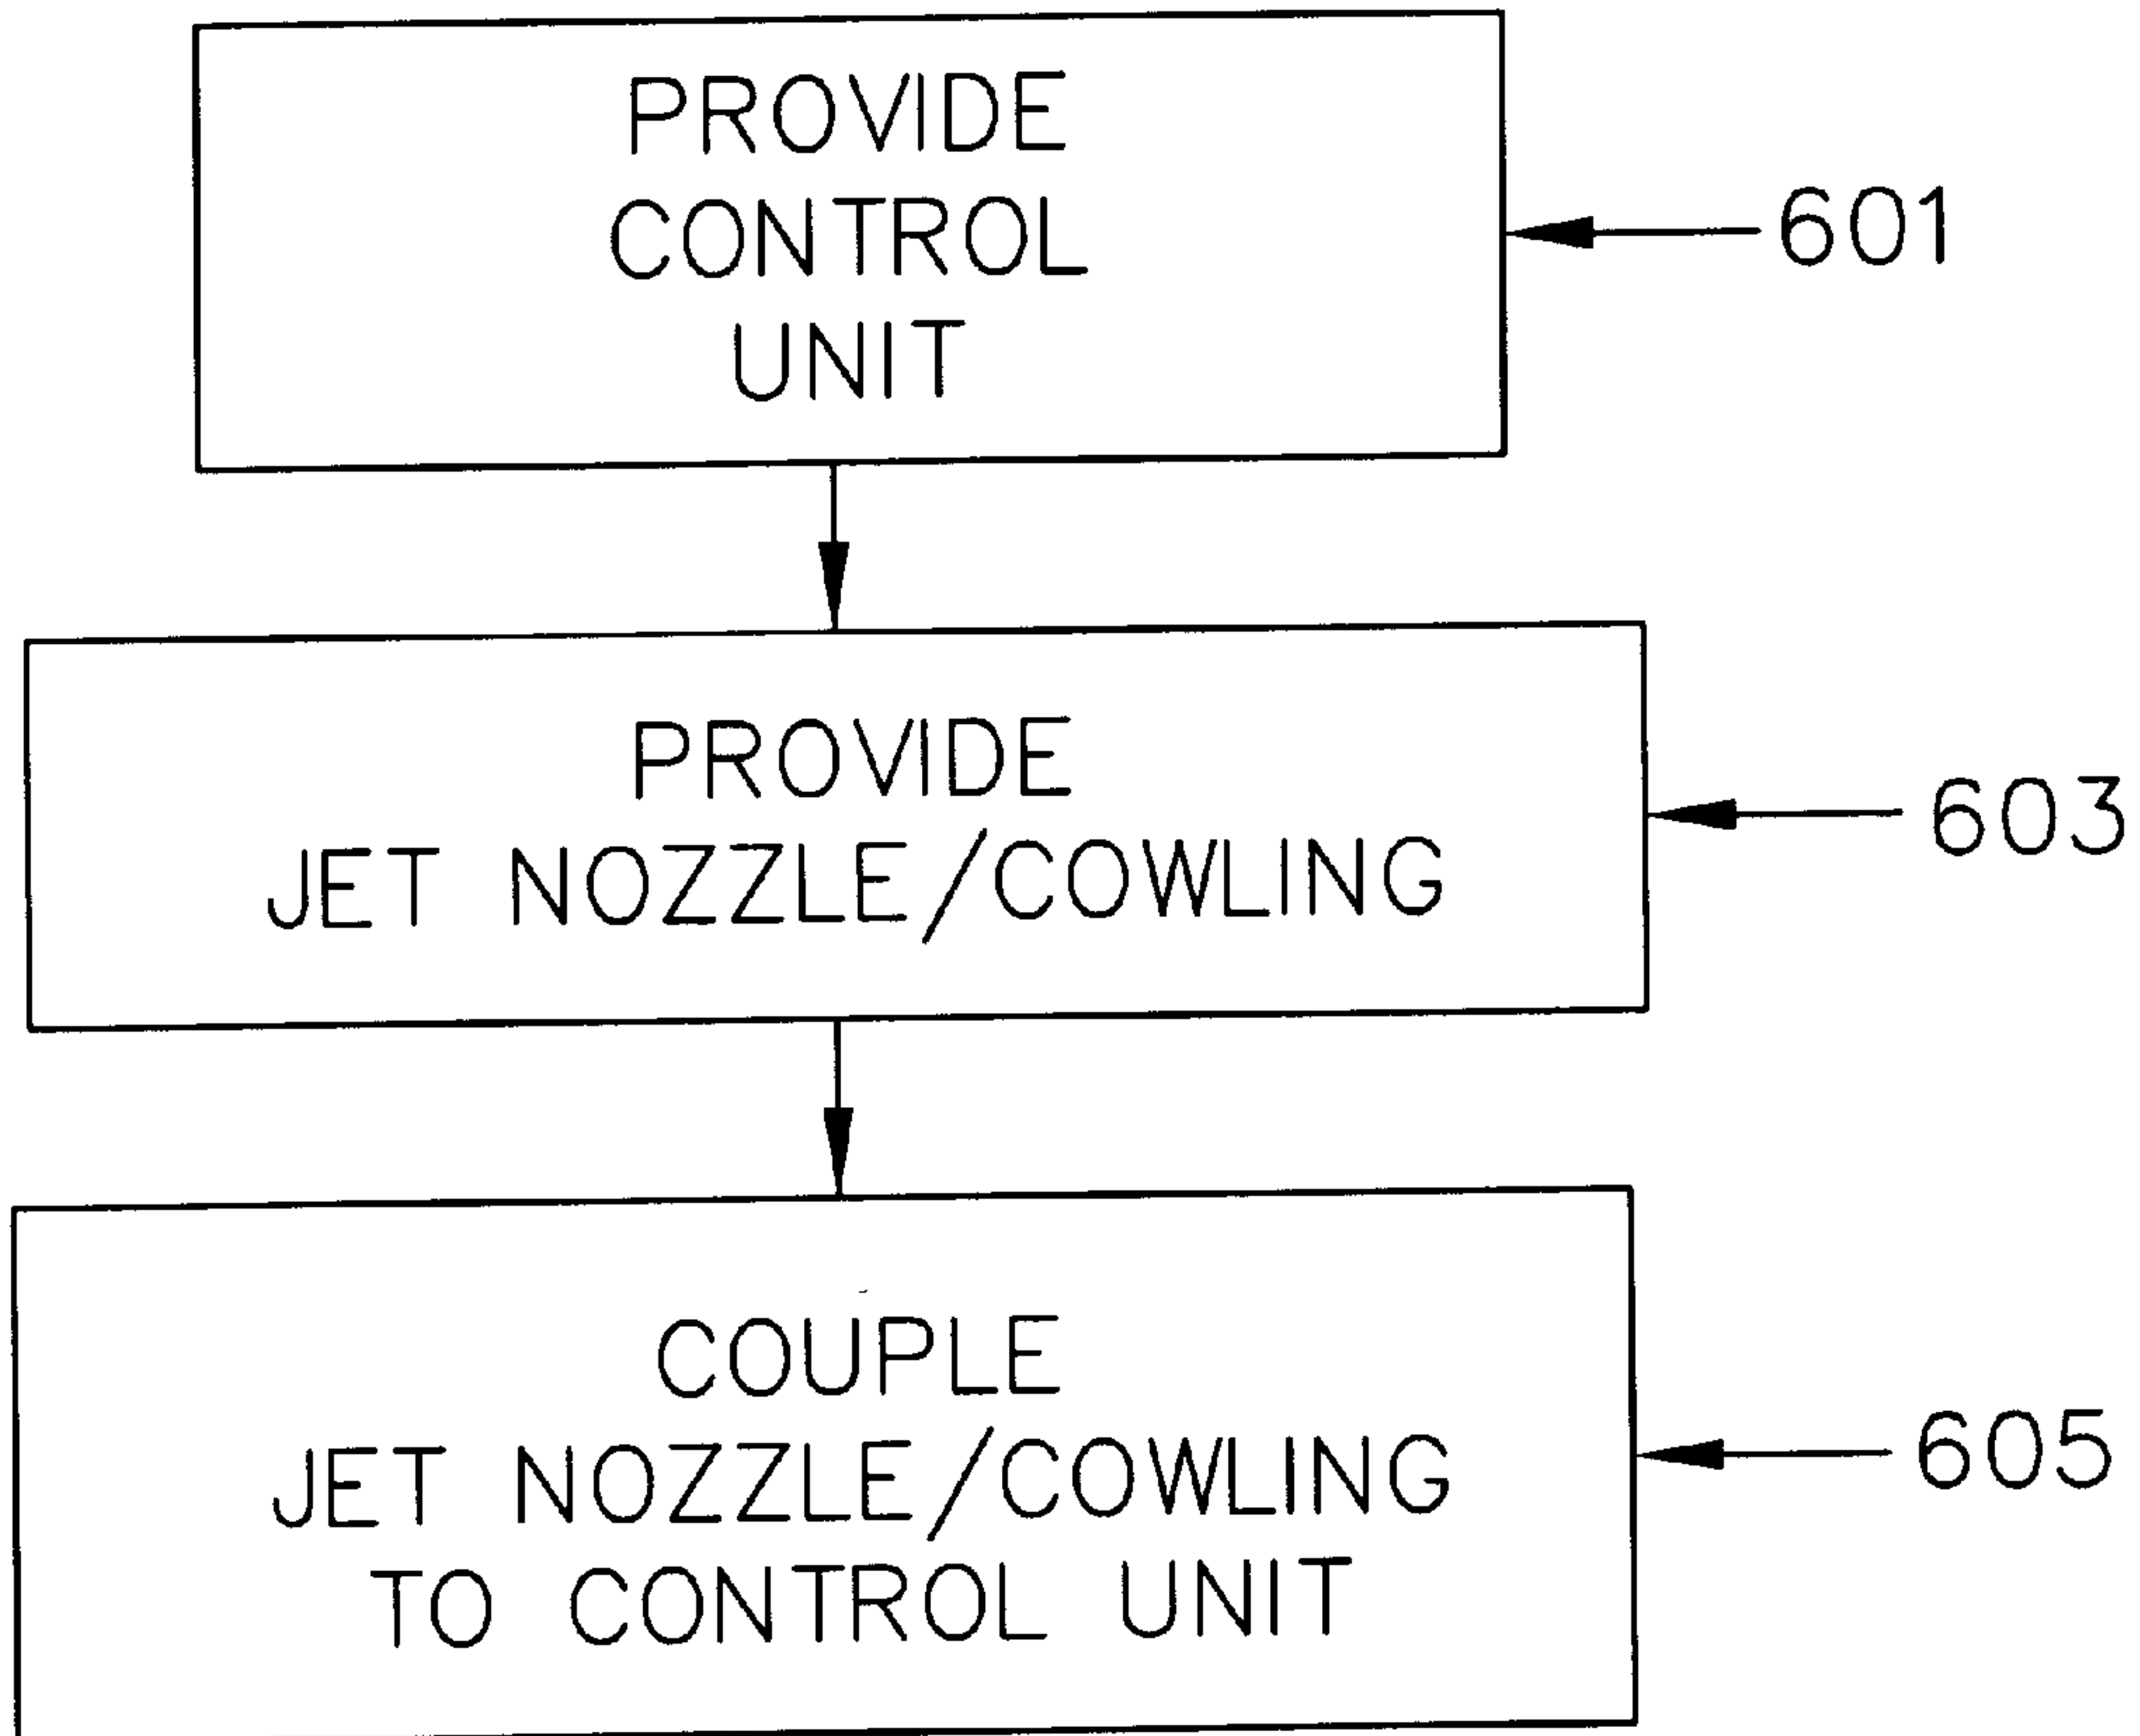 PROVIDE
CONTROL
UNIT
601
PROVIDE
JET NOZZLE/COWLING
603
COUPLE
JET NOZZLE/COWLING
TO CONTROL UNIT
605